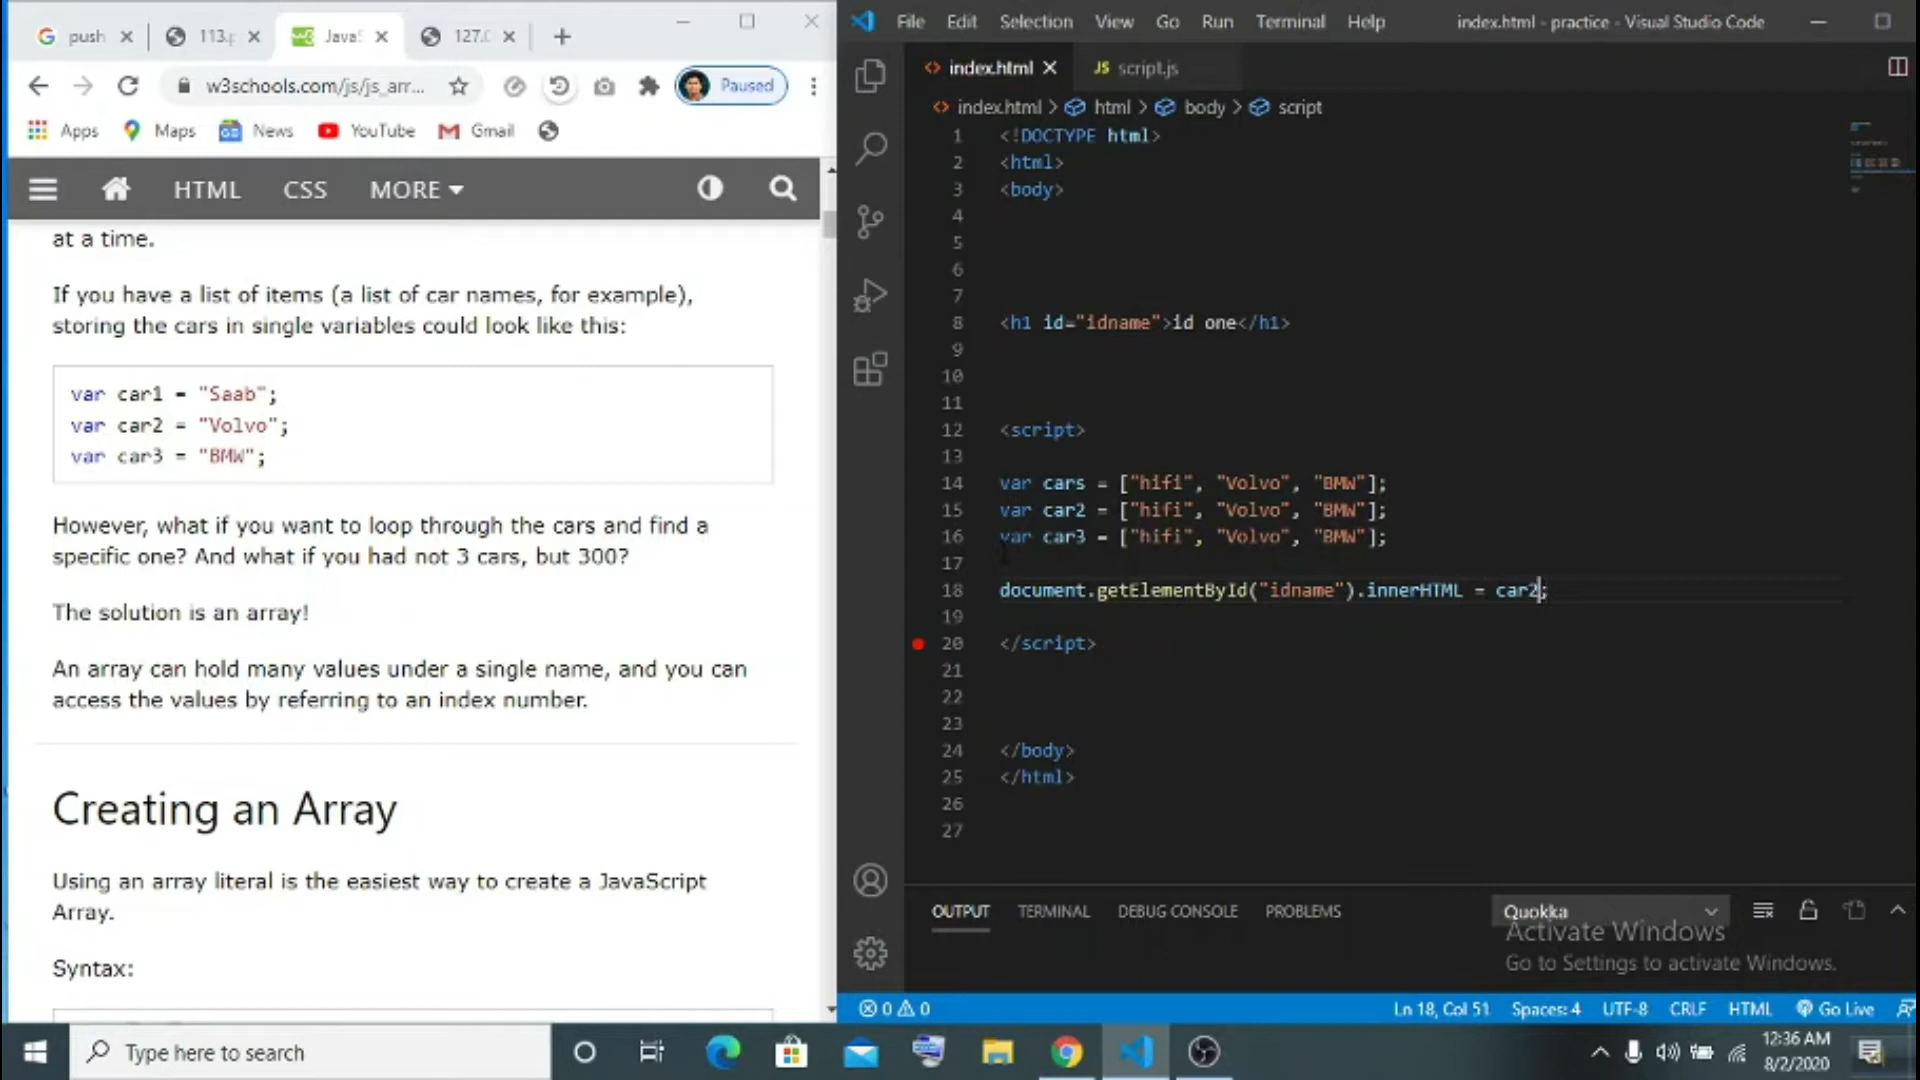 push
113.p
JavaS
127.0
w3schools.com/js/js_arr...
Paused
Apps
Maps
News
YouTube
Gmail
HTML
CSS
MORE
at a time.
If you have a list of items (a list of car names, for example),
storing the cars in single variables could look like this:
var car1 = "Saab";
var car2 = "Volvo";
var car3 = "BMW";
However, what if you want to loop through the cars and find a
specific one? And what if you had not 3 cars, but 300?
The solution is an array!
An array can hold many values under a single name, and you can
access the values by referring to an index number.
Creating an Array
Using an array literal is the easiest way to create a JavaScript
Array.
Syntax:
File Edit Selection View Go Run Terminal Help
index.html - practice - Visual Studio Code
index.html
JS script.js
index.html > html > body > script
1 <!DOCTYPE html>
2 <html>
3 <body>
4
5
6
7
8 <h1 id="idname">id one</h1>
9
10
11
12 <script>
13
14 var cars = ["hifi", "Volvo", "BMW"];
15 var car2 = ["hifi", "Volvo", "BMW"];
16 var car3 = ["hifi", "Volvo", "BMW"];
17
18 document.getElementById("idname").innerHTML = car2;
19
20 </script>
21
22
23
24 </body>
25 </html>
26
27
OUTPUT TERMINAL DEBUG CONSOLE PROBLEMS
Quokka
Activate Windows
Go to Settings to activate Windows.
0 0
Ln 18, Col 51
Spaces: 4
UTF-8
CRLF
HTML
Go Live
Type here to search
12:36 AM
8/2/2020